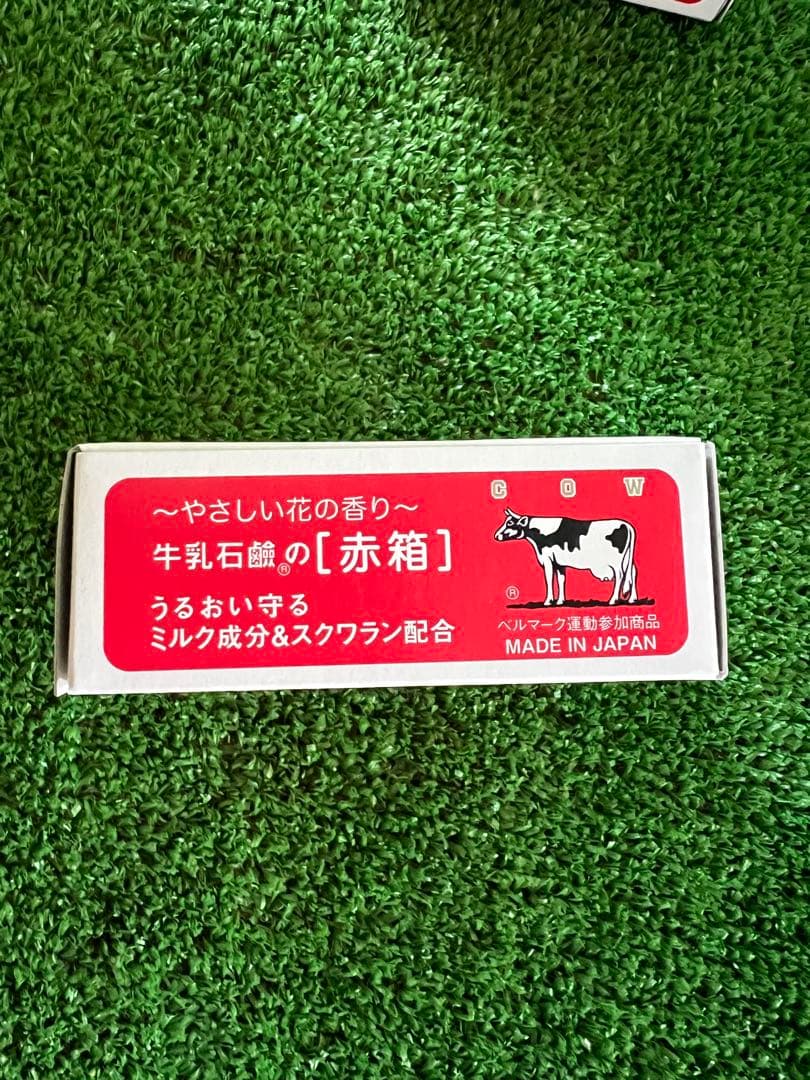 ～やさしい花の香り～
牛乳石鹼®の[赤箱]
うるおい守る
ミルク成分&スクワラン配合
COW
®
ベルマーク運動参加商品
MADE IN JAPAN